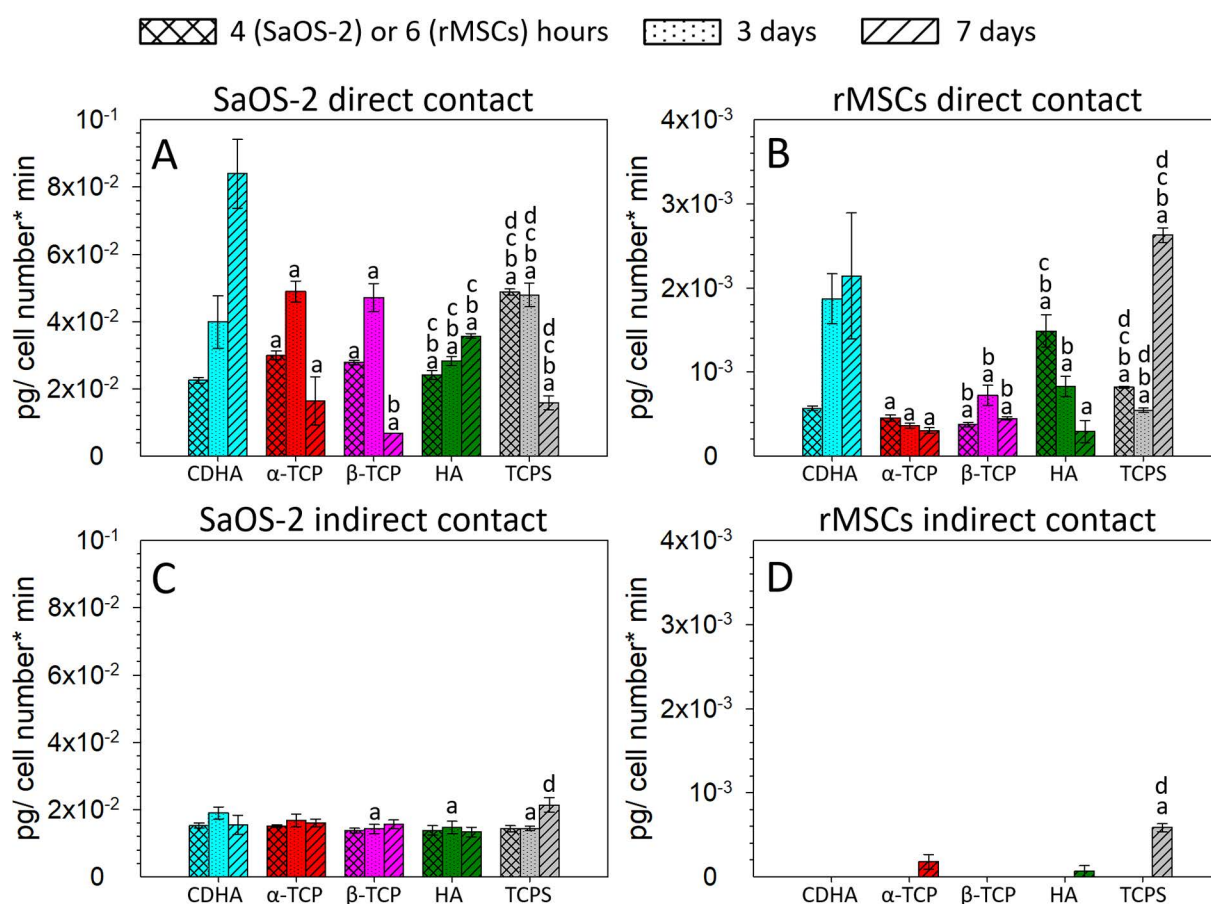 4 (SaOS-2) or 6 (rMSCs) hours 3 days 7 days
SaOS-2 direct contact
A
pg/ cell number* min
10⁻¹
8x10⁻²
6x10⁻²
4x10⁻²
2x10⁻²
0
a a
a
a
b
a
c
b
a
c
b
a
c
b
a
d
c
b
a
d
c
b
a
d
c
b
a
CDHA α-TCP β-TCP HA TCPS
rMSCs direct contact
B
pg/ cell number* min
4x10⁻³
3x10⁻³
2x10⁻³
10⁻³
0
a a a
b
a
b
a
b
a
c
b
a
b
a
a
d
c
b
a
d
b
a
d
c
b
a
CDHA α-TCP β-TCP HA TCPS
SaOS-2 indirect contact
C
pg/ cell number* min
10⁻¹
8x10⁻²
6x10⁻²
4x10⁻²
2x10⁻²
0
a a a d
CDHA α-TCP β-TCP HA TCPS
rMSCs indirect contact
D
pg/ cell number* min
4x10⁻³
3x10⁻³
2x10⁻³
10⁻³
0
d
a
CDHA α-TCP β-TCP HA TCPS